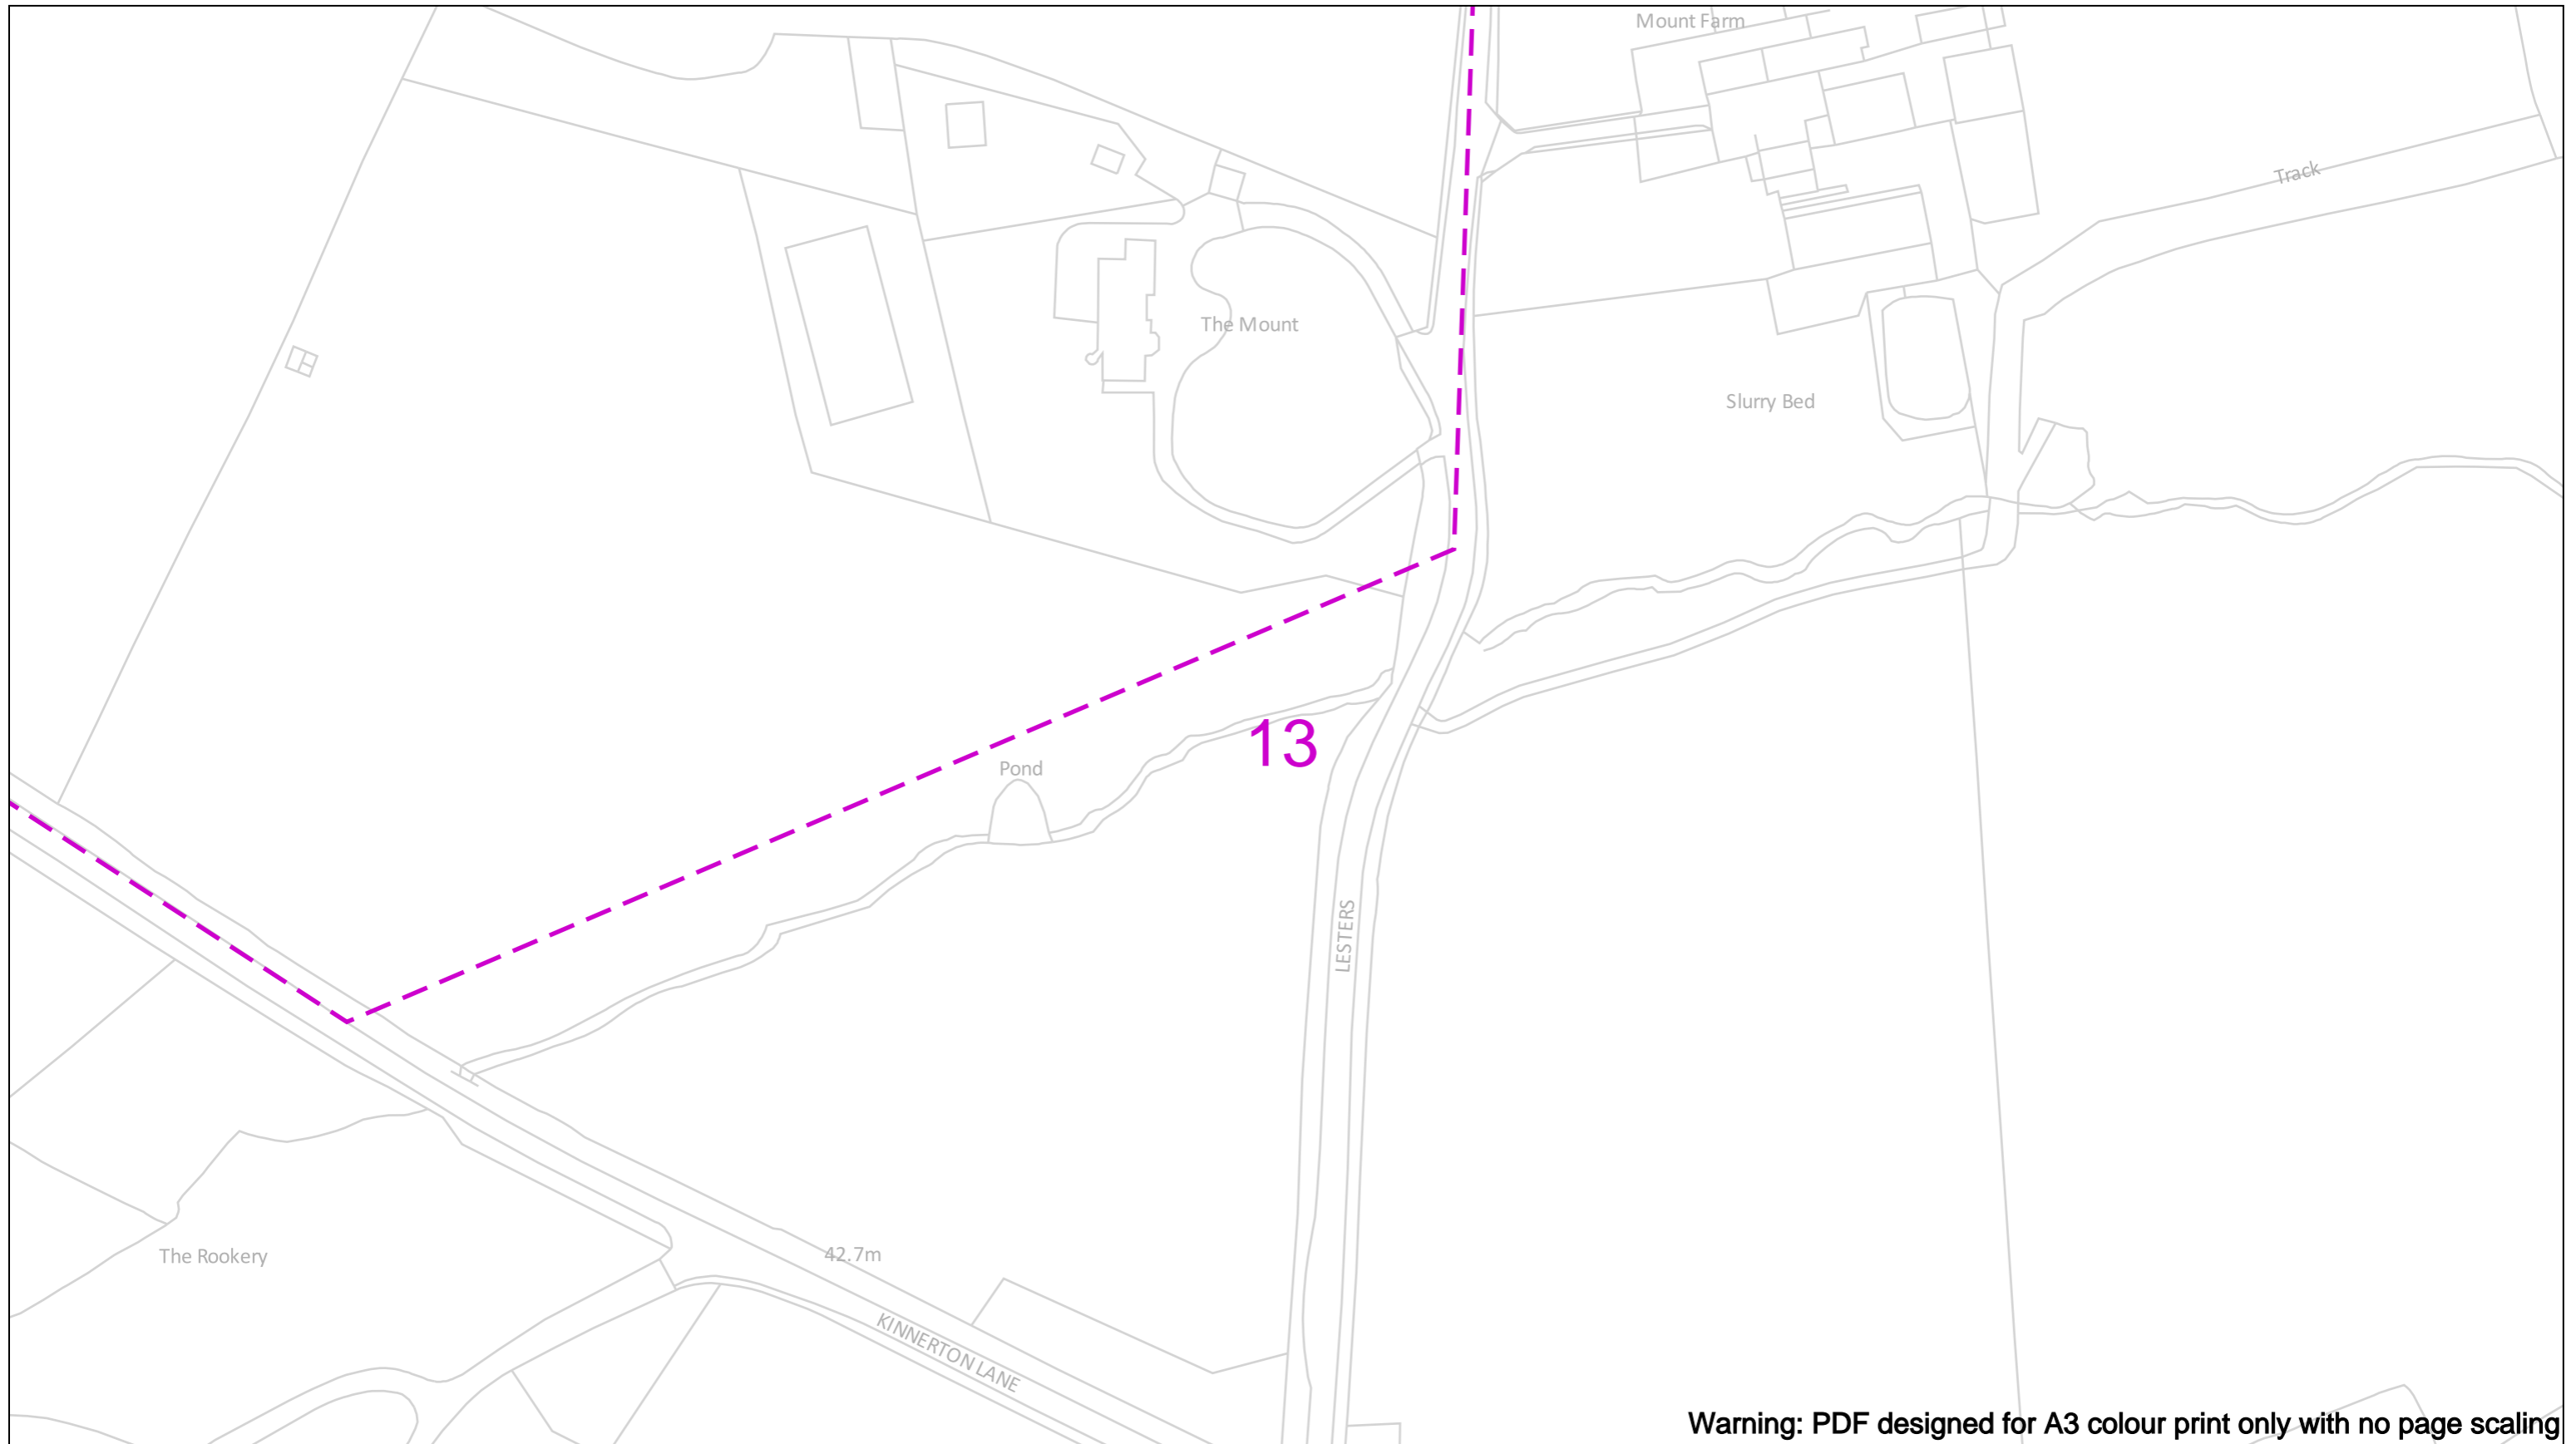 Mount Farm
Track
The Mount
Slurry Bed
13
Pond
LESTERS
The Rookery
42.7m
KINNERTON LANE
Warning: PDF designed for A3 colour print only with no page scaling